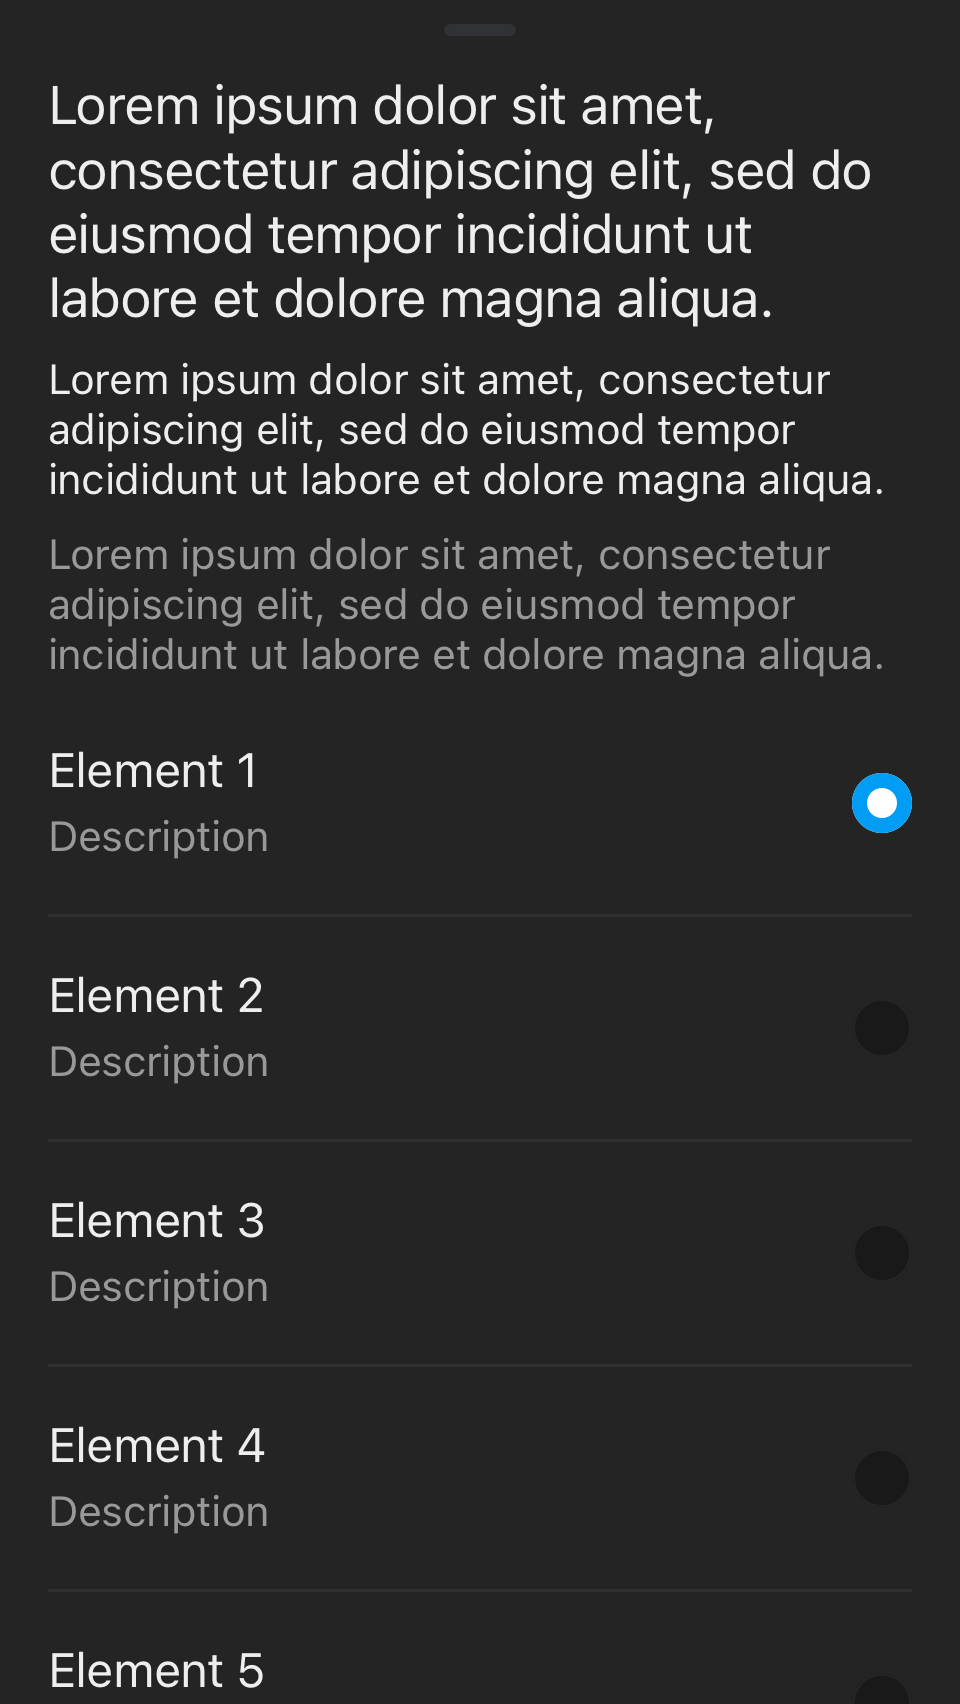 Lorem ipsum dolor sit amet,
consectetur adipiscing elit, sed do
eiusmod tempor incididunt ut
labore et dolore magna aliqua.
Lorem ipsum dolor sit amet, consectetur
adipiscing elit, sed do eiusmod tempor
incididunt ut labore et dolore magna aliqua.
Lorem ipsum dolor sit amet, consectetur
adipiscing elit, sed do eiusmod tempor
incididunt ut labore et dolore magna aliqua.
Element 1
Description
Element 2
Description
Element 3
Description
Element 4
Description
Element 5